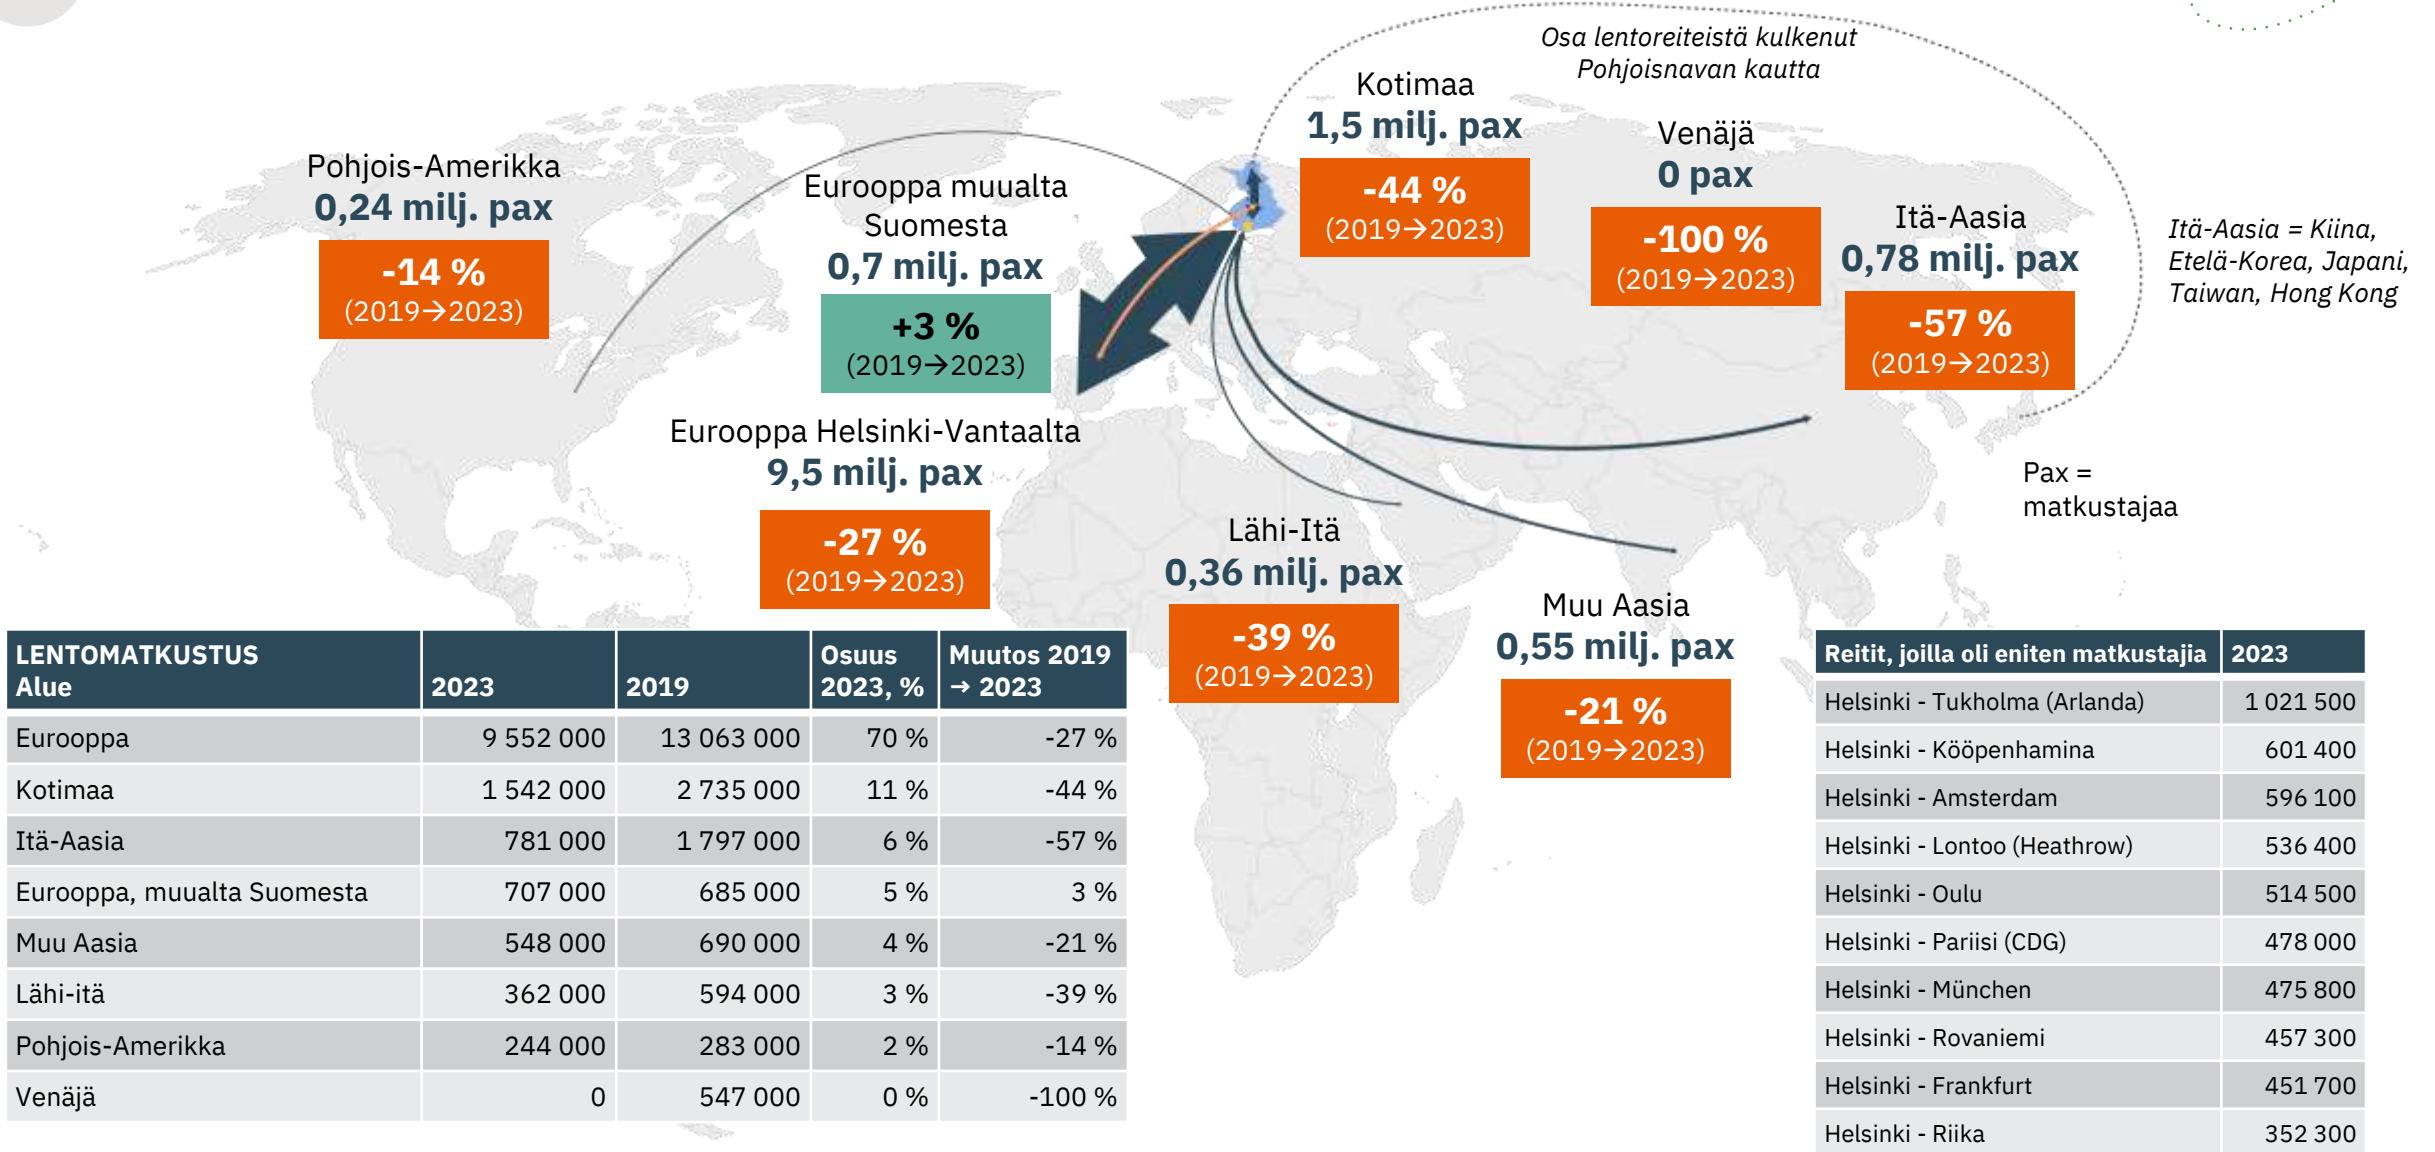 Osa lentoreiteistä kulkenut
Pohjoisnavan kautta
Kotimaa
1,5 milj. pax
-44 %
(2019→2023)
Venäjä
0 pax
-100 %
(2019→2023)
Pohjois-Amerikka
0,24 milj. pax
-14 %
(2019→2023)
Eurooppa muualta
Suomesta
0,7 milj. pax
+3 %
(2019→2023)
Itä-Aasia
0,78 milj. pax
-57 %
(2019→2023)
Itä-Aasia = Kiina,
Etelä-Korea, Japani,
Taiwan, Hong Kong
Eurooppa Helsinki-Vantaalta
9,5 milj. pax
-27 %
(2019→2023)
Pax =
matkustajaa
Lähi-Itä
0,36 milj. pax
-39 %
(2019→2023)
Muu Aasia
0,55 milj. pax
-21 %
(2019→2023)
LENTOMATKUSTUS Osuus Muutos 2019
Alue 2023 2019 2023, % → 2023
Eurooppa 9 552 000 13 063 000 70 % -27 %
Kotimaa 1 542 000 2 735 000 11 % -44 %
Itä-Aasia 781 000 1 797 000 6 % -57 %
Eurooppa, muualta Suomesta 707 000 685 000 5 % 3 %
Muu Aasia 548 000 690 000 4 % -21 %
Lähi-itä 362 000 594 000 3 % -39 %
Pohjois-Amerikka 244 000 283 000 2 % -14 %
Venäjä 0 547 000 0 % -100 %
Reitit, joilla oli eniten matkustajia 2023
Helsinki - Tukholma (Arlanda) 1 021 500
Helsinki - Kööpenhamina 601 400
Helsinki - Amsterdam 596 100
Helsinki - Lontoo (Heathrow) 536 400
Helsinki - Oulu 514 500
Helsinki - Pariisi (CDG) 478 000
Helsinki - München 475 800
Helsinki - Rovaniemi 457 300
Helsinki - Frankfurt 451 700
Helsinki - Riika 352 300